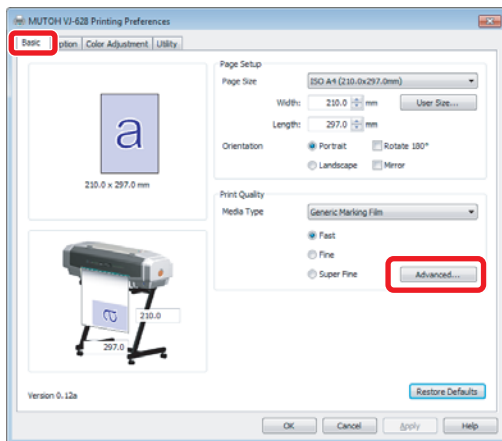 MUTOH VJ-628 Printing Preferences
Basic Option Color Adjustment Utility
a
210.0 x 297.0 mm
Page Setup
Page Size ISO A4 (210.0x297.0mm)
Width: 210.0 mm User Size...
Length: 297.0 mm
Orientation Portrait Rotate 180°
Landscape Mirror
Print Quality
Media Type Generic Marking Film
Fast
Fine
Super Fine Advanced...
a
210.0
297.0
Version 0.12a
Restore Defaults
OK Cancel Apply Help